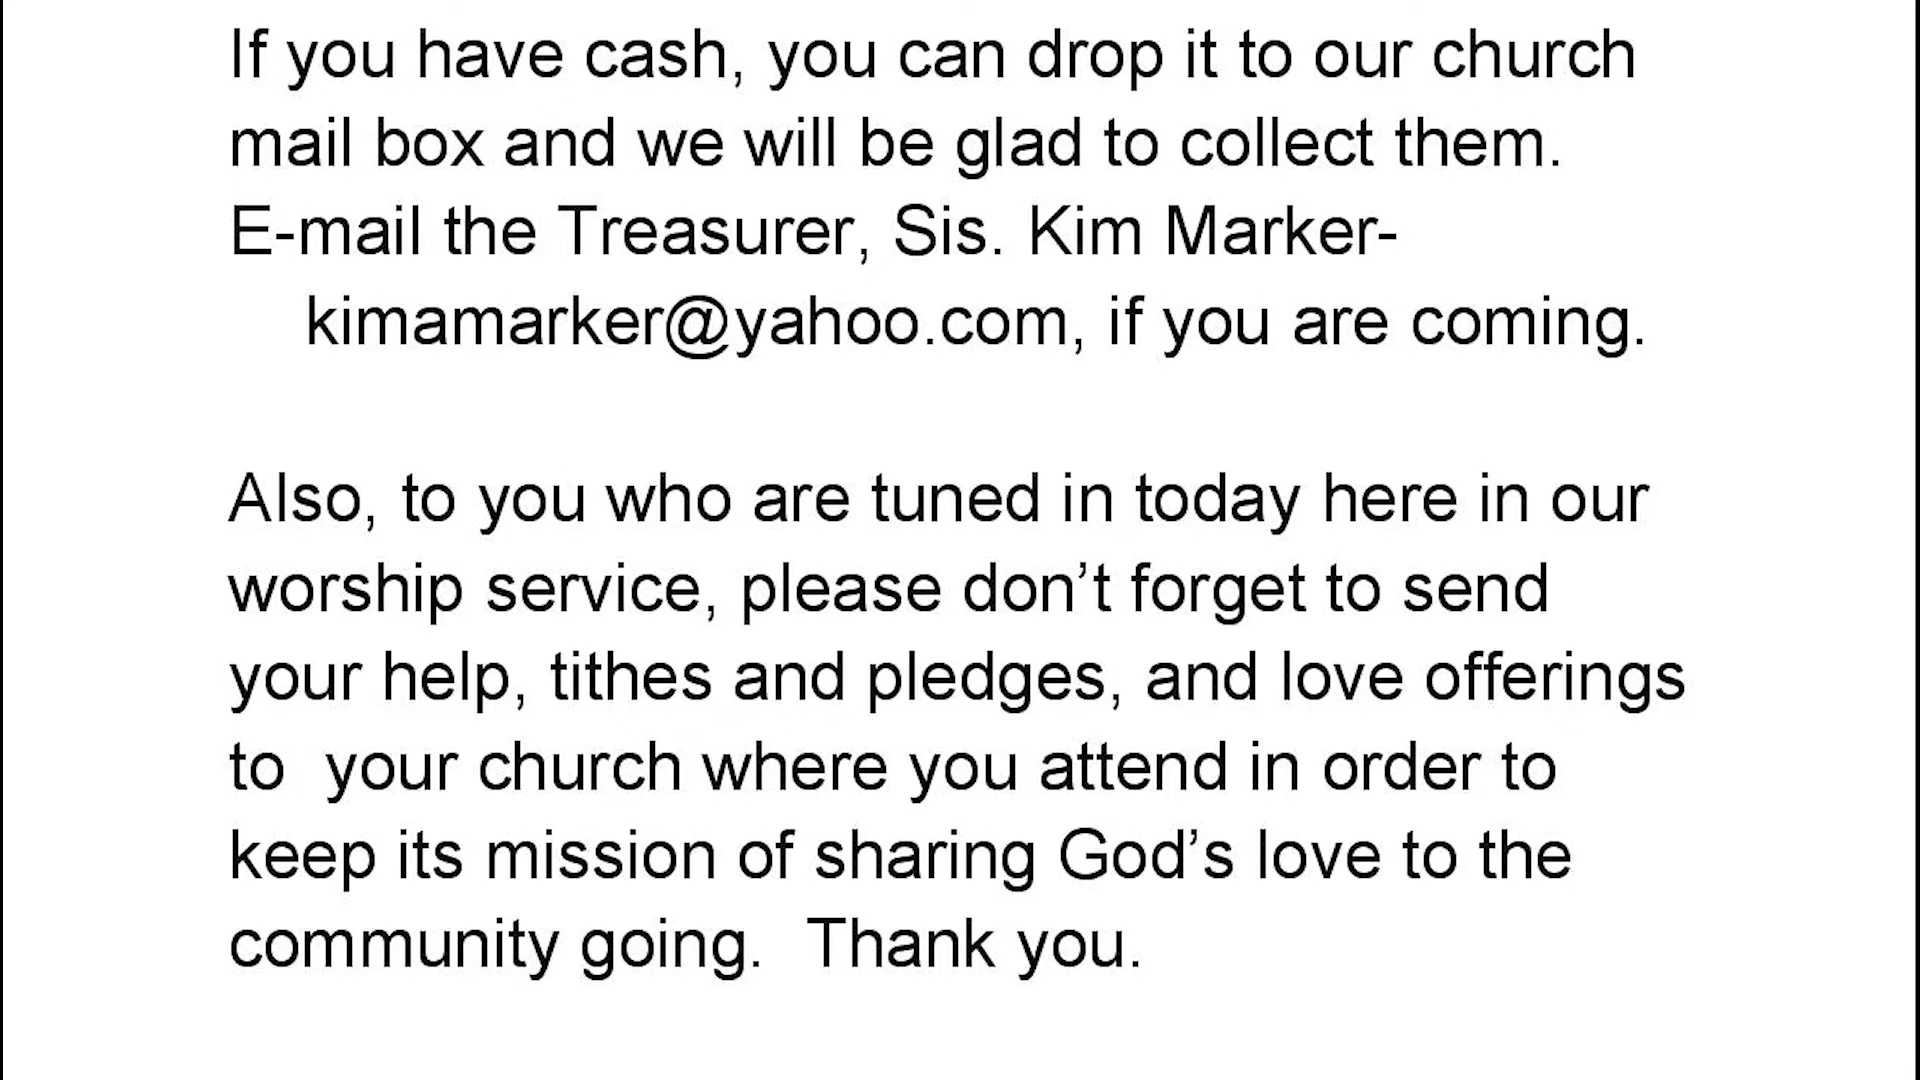 If you have cash, you can drop it to our church
mail box and we will be glad to collect them.
E-mail the Treasurer, Sis. Kim Marker-
kimamarker@yahoo.com, if you are coming.
Also, to you who are tuned in today here in our
worship service, please don’t forget to send
your help, tithes and pledges, and love offerings
to  your church where you attend in order to
keep its mission of sharing God’s love to the
community going.  Thank you.